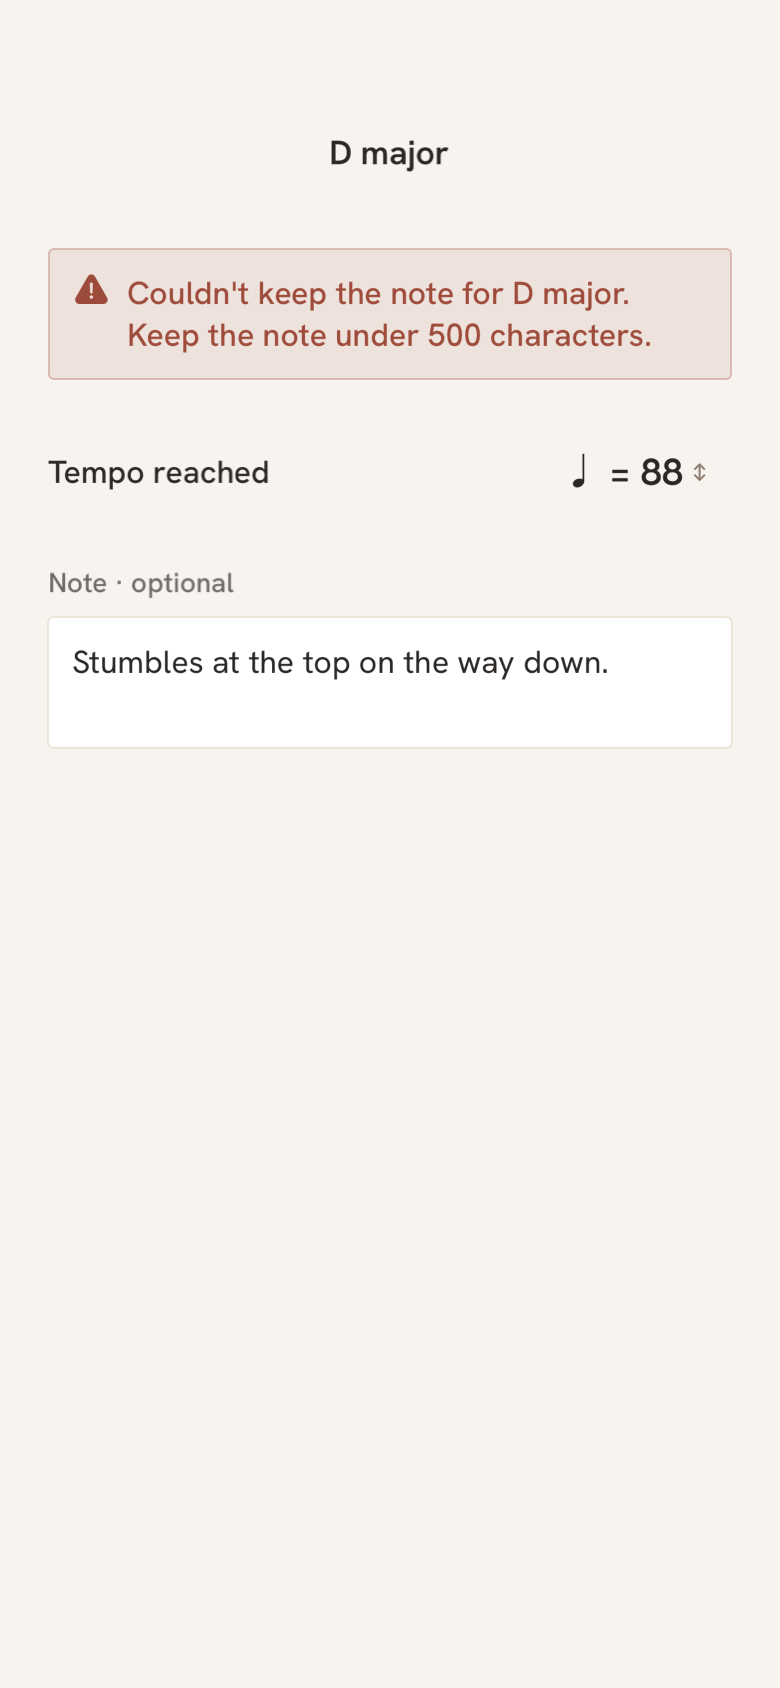 D major
Couldn't keep the note for D major.
Keep the note under 500 characters.
Tempo reached
♩ = 88
Note · optional
Stumbles at the top on the way down.